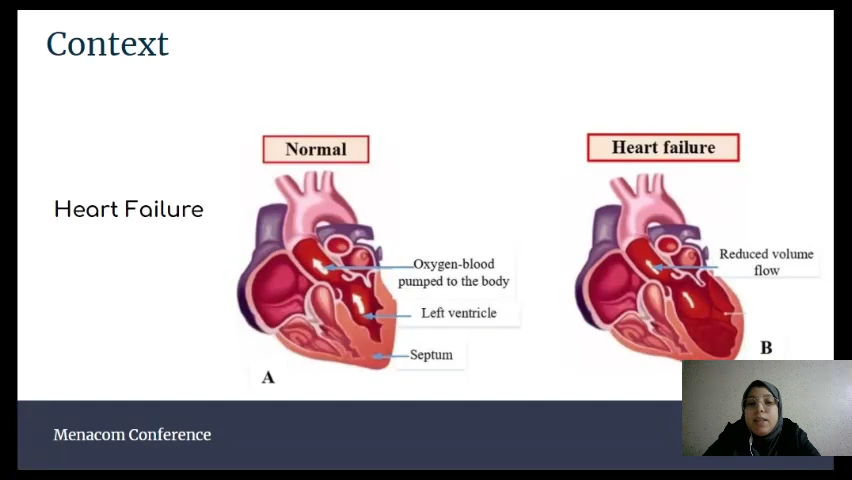 Context
Heart Failure
Normal
Oxygen-blood
pumped to the body
Left ventricle
Septum
A
Heart failure
Reduced volume
flow
B
Menacom Conference